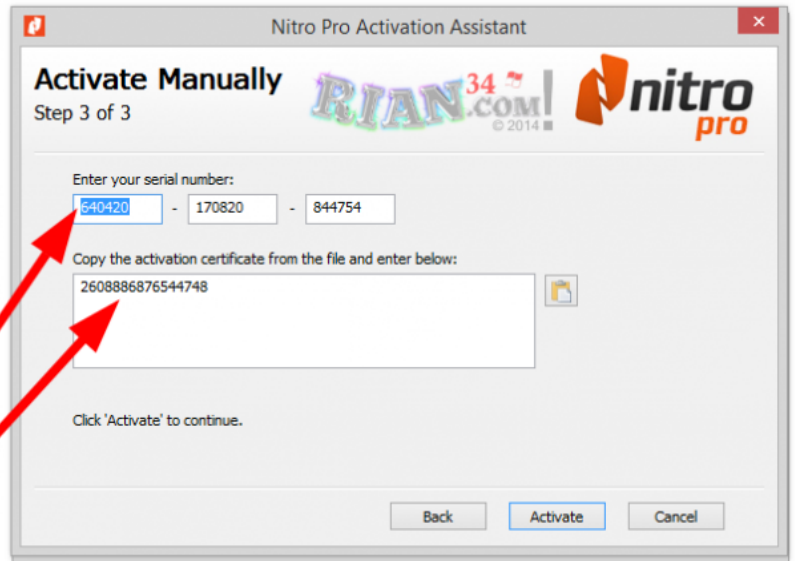 Nitro Pro Activation Assistant
Activate Manually
Step 3 of 3
RIAN 34 .COM!
© 2014
nitro
pro
Enter your serial number:
640420 - 170820 - 844754
Copy the activation certificate from the file and enter below:
2608886876544748
Click 'Activate' to continue.
Back Activate Cancel